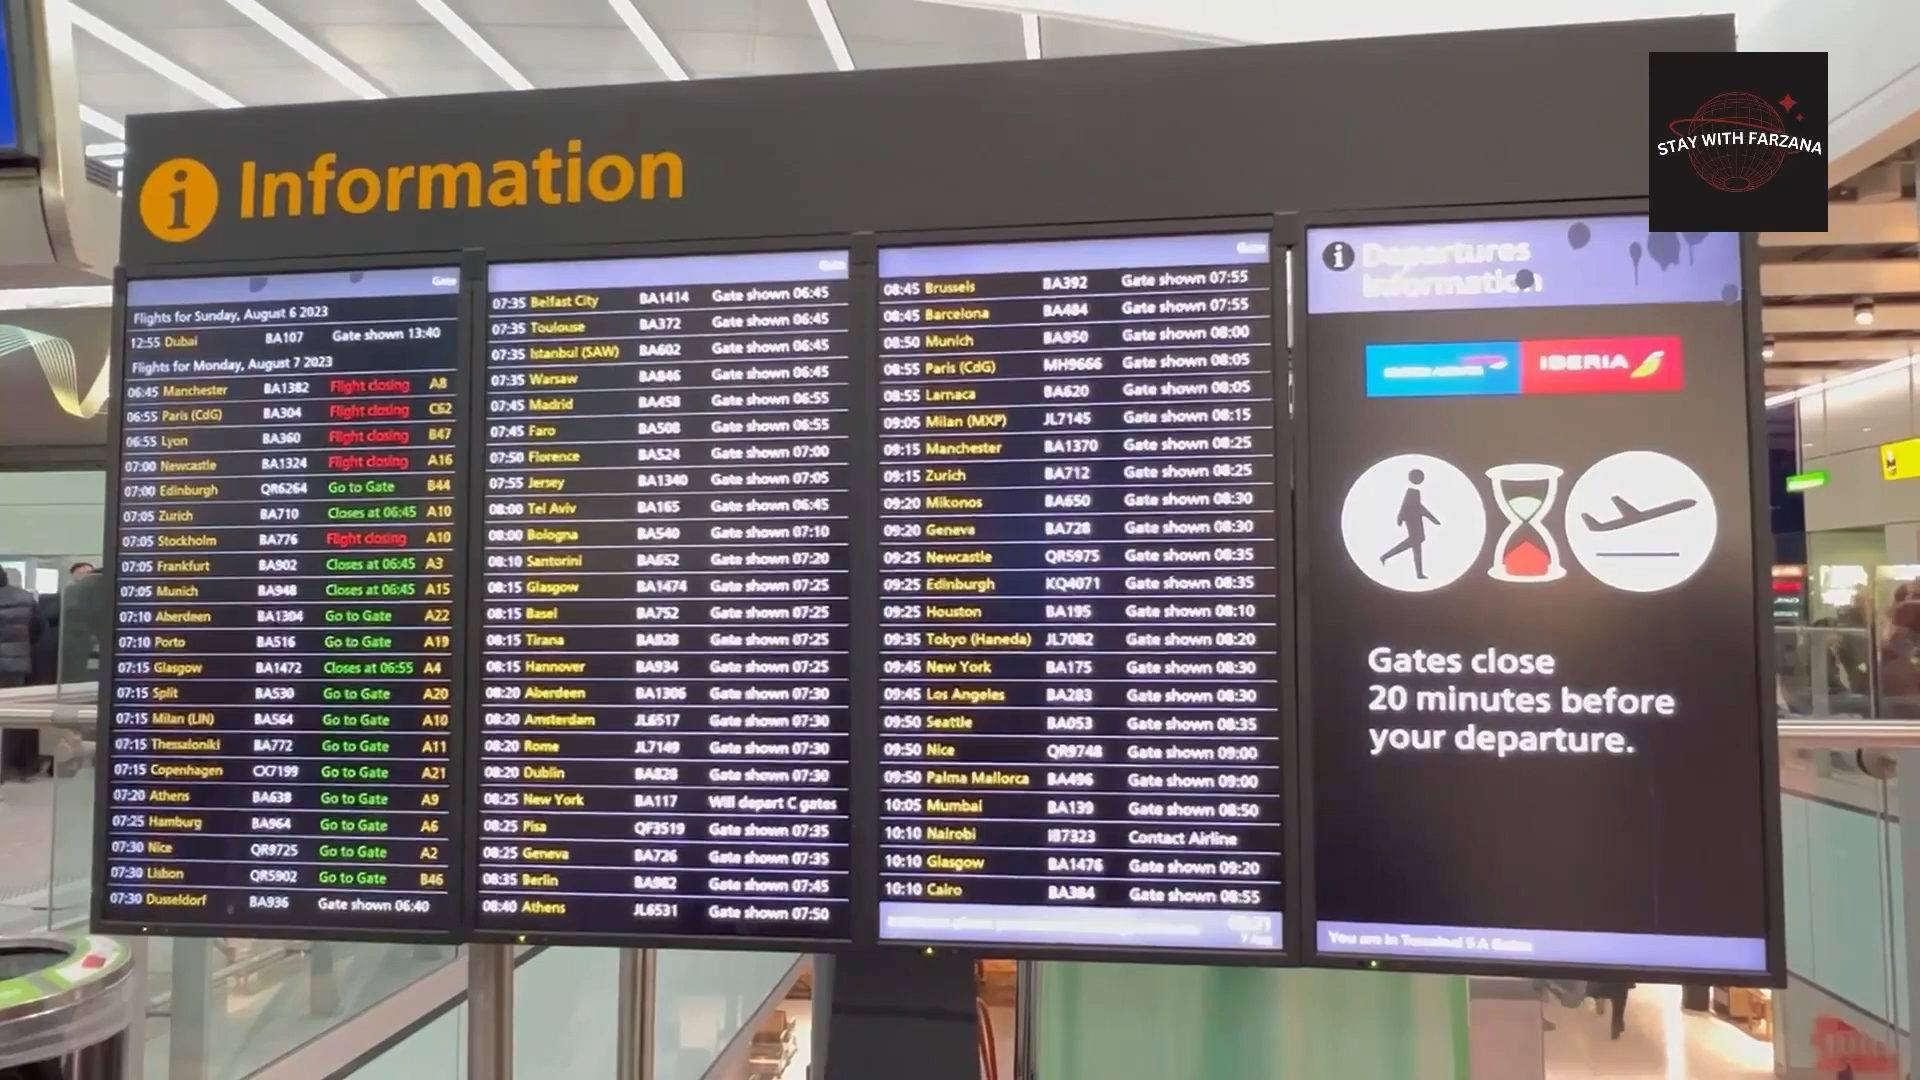 STAY WITH FARZANA
i Information
Gate
Flights for Sunday, August 6 2023
12:55 Dubai BA107 Gate shown 13:40
Flights for Monday, August 7 2023
06:45 Manchester BA1382 Flight closing A8
06:55 Paris (CdG) BA304 Flight closing C62
06:55 Lyon BA360 Flight closing B47
07:00 Newcastle BA1324 Flight closing A16
07:00 Edinburgh QR6264 Go to Gate B44
07:05 Zurich BA710 Closes at 06:45 A10
07:05 Stockholm BA776 Flight closing A10
07:05 Frankfurt BA902 Closes at 06:45 A3
07:05 Munich BA948 Closes at 06:45 A15
07:10 Aberdeen BA1304 Go to Gate A22
07:10 Porto BA516 Go to Gate A19
07:15 Glasgow BA1472 Closes at 06:55 A4
07:15 Split BA530 Go to Gate A20
07:15 Milan (LIN) BA564 Go to Gate A10
07:15 Thessaloniki BA772 Go to Gate A11
07:15 Copenhagen CX7199 Go to Gate A21
07:20 Athens BA638 Go to Gate A9
07:25 Hamburg BA964 Go to Gate A6
07:30 Nice QR9725 Go to Gate A2
07:30 Lisbon QR5902 Go to Gate B46
07:30 Dusseldorf BA936 Gate shown 06:40
Gate
07:35 Belfast City BA1414 Gate shown 06:45
07:35 Toulouse BA372 Gate shown 06:45
07:35 Istanbul (SAW) BA602 Gate shown 06:45
07:35 Warsaw BA846 Gate shown 06:45
07:45 Madrid BA458 Gate shown 06:55
07:45 Faro BA508 Gate shown 06:55
07:50 Florence BA524 Gate shown 07:00
07:55 Jersey BA1340 Gate shown 07:05
08:00 Tel Aviv BA165 Gate shown 06:45
08:00 Bologna BA540 Gate shown 07:10
08:10 Santorini BA652 Gate shown 07:20
08:15 Glasgow BA1474 Gate shown 07:25
08:15 Basel BA752 Gate shown 07:25
08:15 Tirana BA928 Gate shown 07:25
08:15 Hannover BA934 Gate shown 07:25
08:20 Aberdeen BA1306 Gate shown 07:30
08:20 Amsterdam JL6517 Gate shown 07:30
08:20 Rome JL7149 Gate shown 07:30
08:20 Dublin BA828 Gate shown 07:30
08:25 New York BA117 Will depart C gates
08:25 Pisa QF3519 Gate shown 07:35
08:25 Geneva BA726 Gate shown 07:35
08:35 Berlin BA982 Gate shown 07:45
08:40 Athens JL6531 Gate shown 07:50
Gate
08:45 Brussels BA392 Gate shown 07:55
08:45 Barcelona BA484 Gate shown 07:55
08:50 Munich BA950 Gate shown 08:00
08:55 Paris (CdG) MH9666 Gate shown 08:05
08:55 Larnaca BA620 Gate shown 08:05
09:05 Milan (MXP) JL7145 Gate shown 08:15
09:15 Manchester BA1370 Gate shown 08:25
09:15 Zurich BA712 Gate shown 08:25
09:20 Mikonos BA650 Gate shown 08:30
09:20 Geneva BA728 Gate shown 08:30
09:25 Newcastle QR5975 Gate shown 08:35
09:25 Edinburgh KQ4071 Gate shown 08:35
09:25 Houston BA195 Gate shown 08:10
09:35 Tokyo (Haneda) JL7082 Gate shown 08:20
09:45 New York BA175 Gate shown 08:30
09:45 Los Angeles BA283 Gate shown 08:30
09:50 Seattle BA053 Gate shown 08:35
09:50 Nice QR9748 Gate shown 09:00
09:50 Palma Mallorca BA496 Gate shown 09:00
10:05 Mumbai BA139 Gate shown 08:50
10:10 Nairobi IB7323 Contact Airline
10:10 Glasgow BA1476 Gate shown 09:20
10:10 Cairo BA384 Gate shown 08:55
7 Aug
i Departures
Information
BRITISH AIRWAYS IBERIA
Gates close
20 minutes before
your departure.
You are in Terminal 5 A Gates